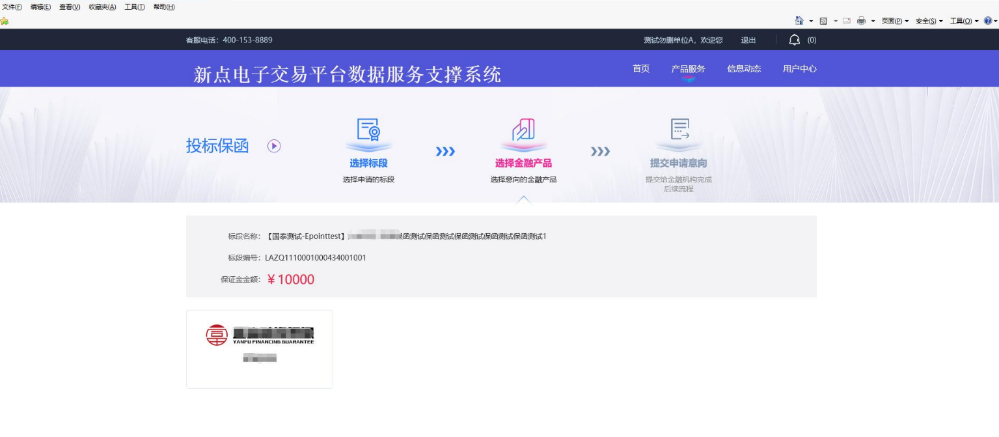 文件(F) 编辑(E) 查看(V) 收藏夹(A) 工具(T) 帮助(H)
页面(P) 安全(S) 工具(O)
客服电话：400-153-8889 测试勿删单位A，欢迎您 退出 (0)
新点电子交易平台数据服务支撑系统 首页 产品服务 信息动态 用户中心
投标保函
选择标段 选择金融产品 提交申请意向
选择申请的标段 选择意向的金融产品 提交给金融机构完成
后续流程
标段名称：【国泰测试-Epointtest】函测试保函测试保函测试保函测试保函测试1
标段编号：LAZQ1110001000434001001
保证金金额：￥10000
YANFU FINANCING GUARANTEE